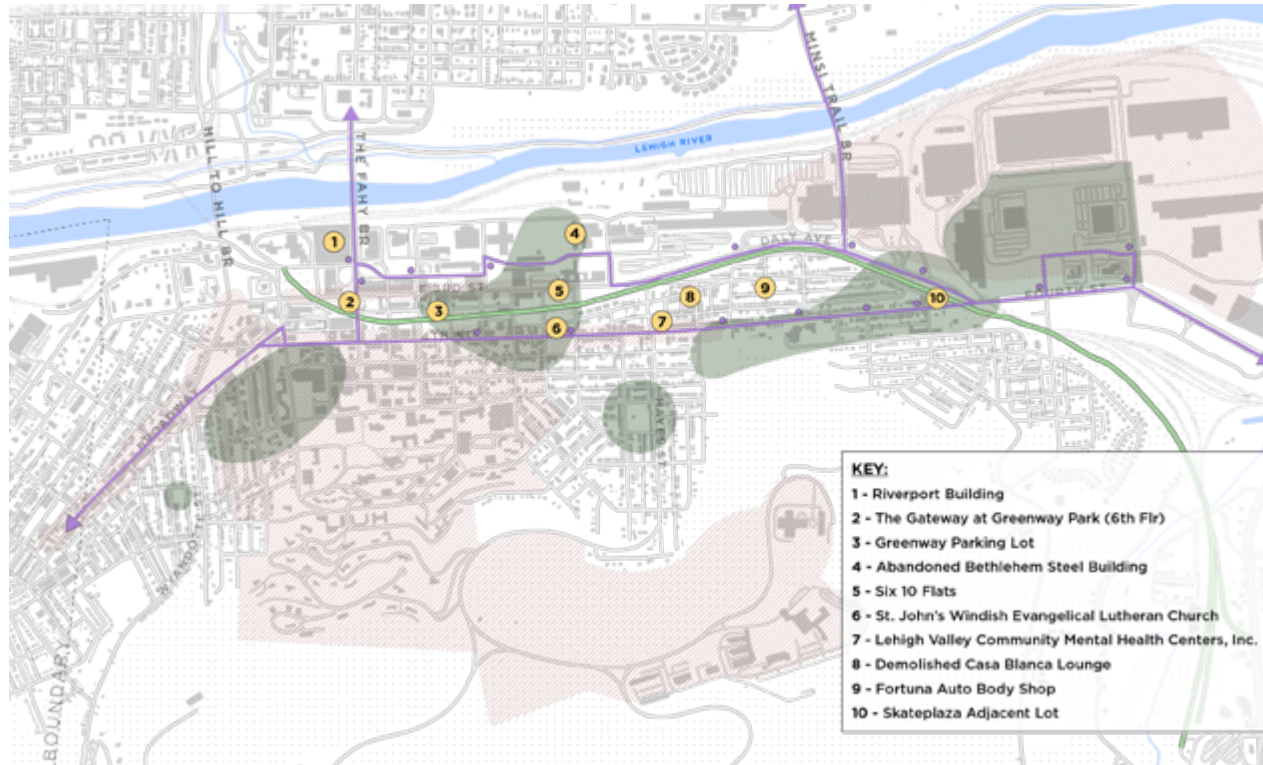 MINSI TRAIL BR
LEHIGH RIVER
HILL TO HILL BR
THE FAHY BR
1
4
DALY AVE
2
3
E 3RD ST
5
6
7
8
9
10
FOURTH ST
HAYES ST
BOUNDARY
KEY:
1 - Riverport Building
2 - The Gateway at Greenway Park (6th Flr)
3 - Greenway Parking Lot
4 - Abandoned Bethlehem Steel Building
5 - Six 10 Flats
6 - St. John's Windish Evangelical Lutheran Church
7 - Lehigh Valley Community Mental Health Centers, Inc.
8 - Demolished Casa Blanca Lounge
9 - Fortuna Auto Body Shop
10 - Skateplaza Adjacent Lot